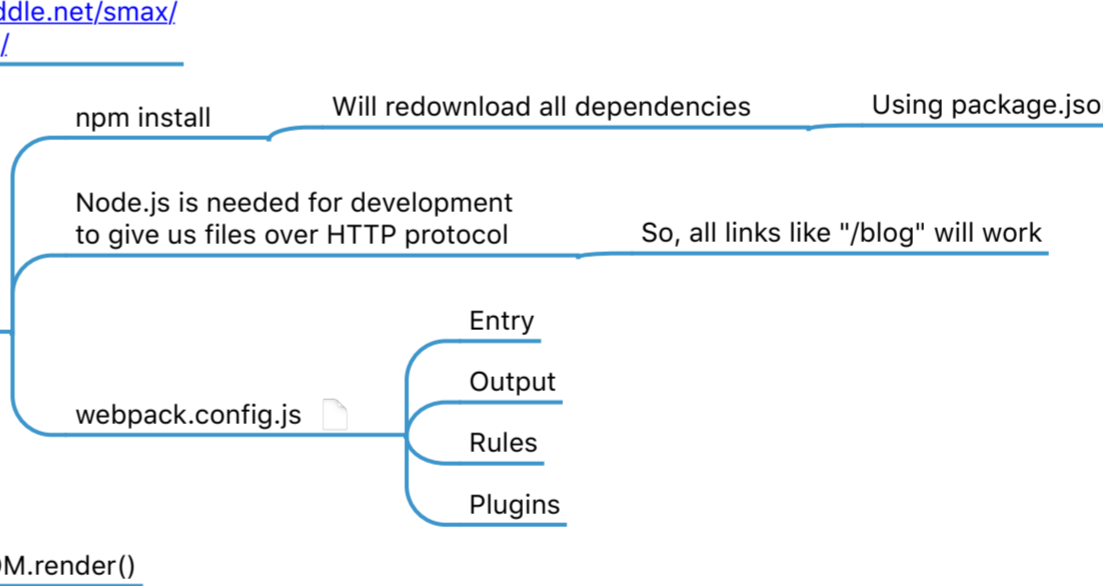 ddle.net/smax/
/
npm install
Will redownload all dependencies
Using package.jso
Node.js is needed for development
to give us files over HTTP protocol
So, all links like "/blog" will work
Entry
Output
webpack.config.js
Rules
Plugins
M.render()